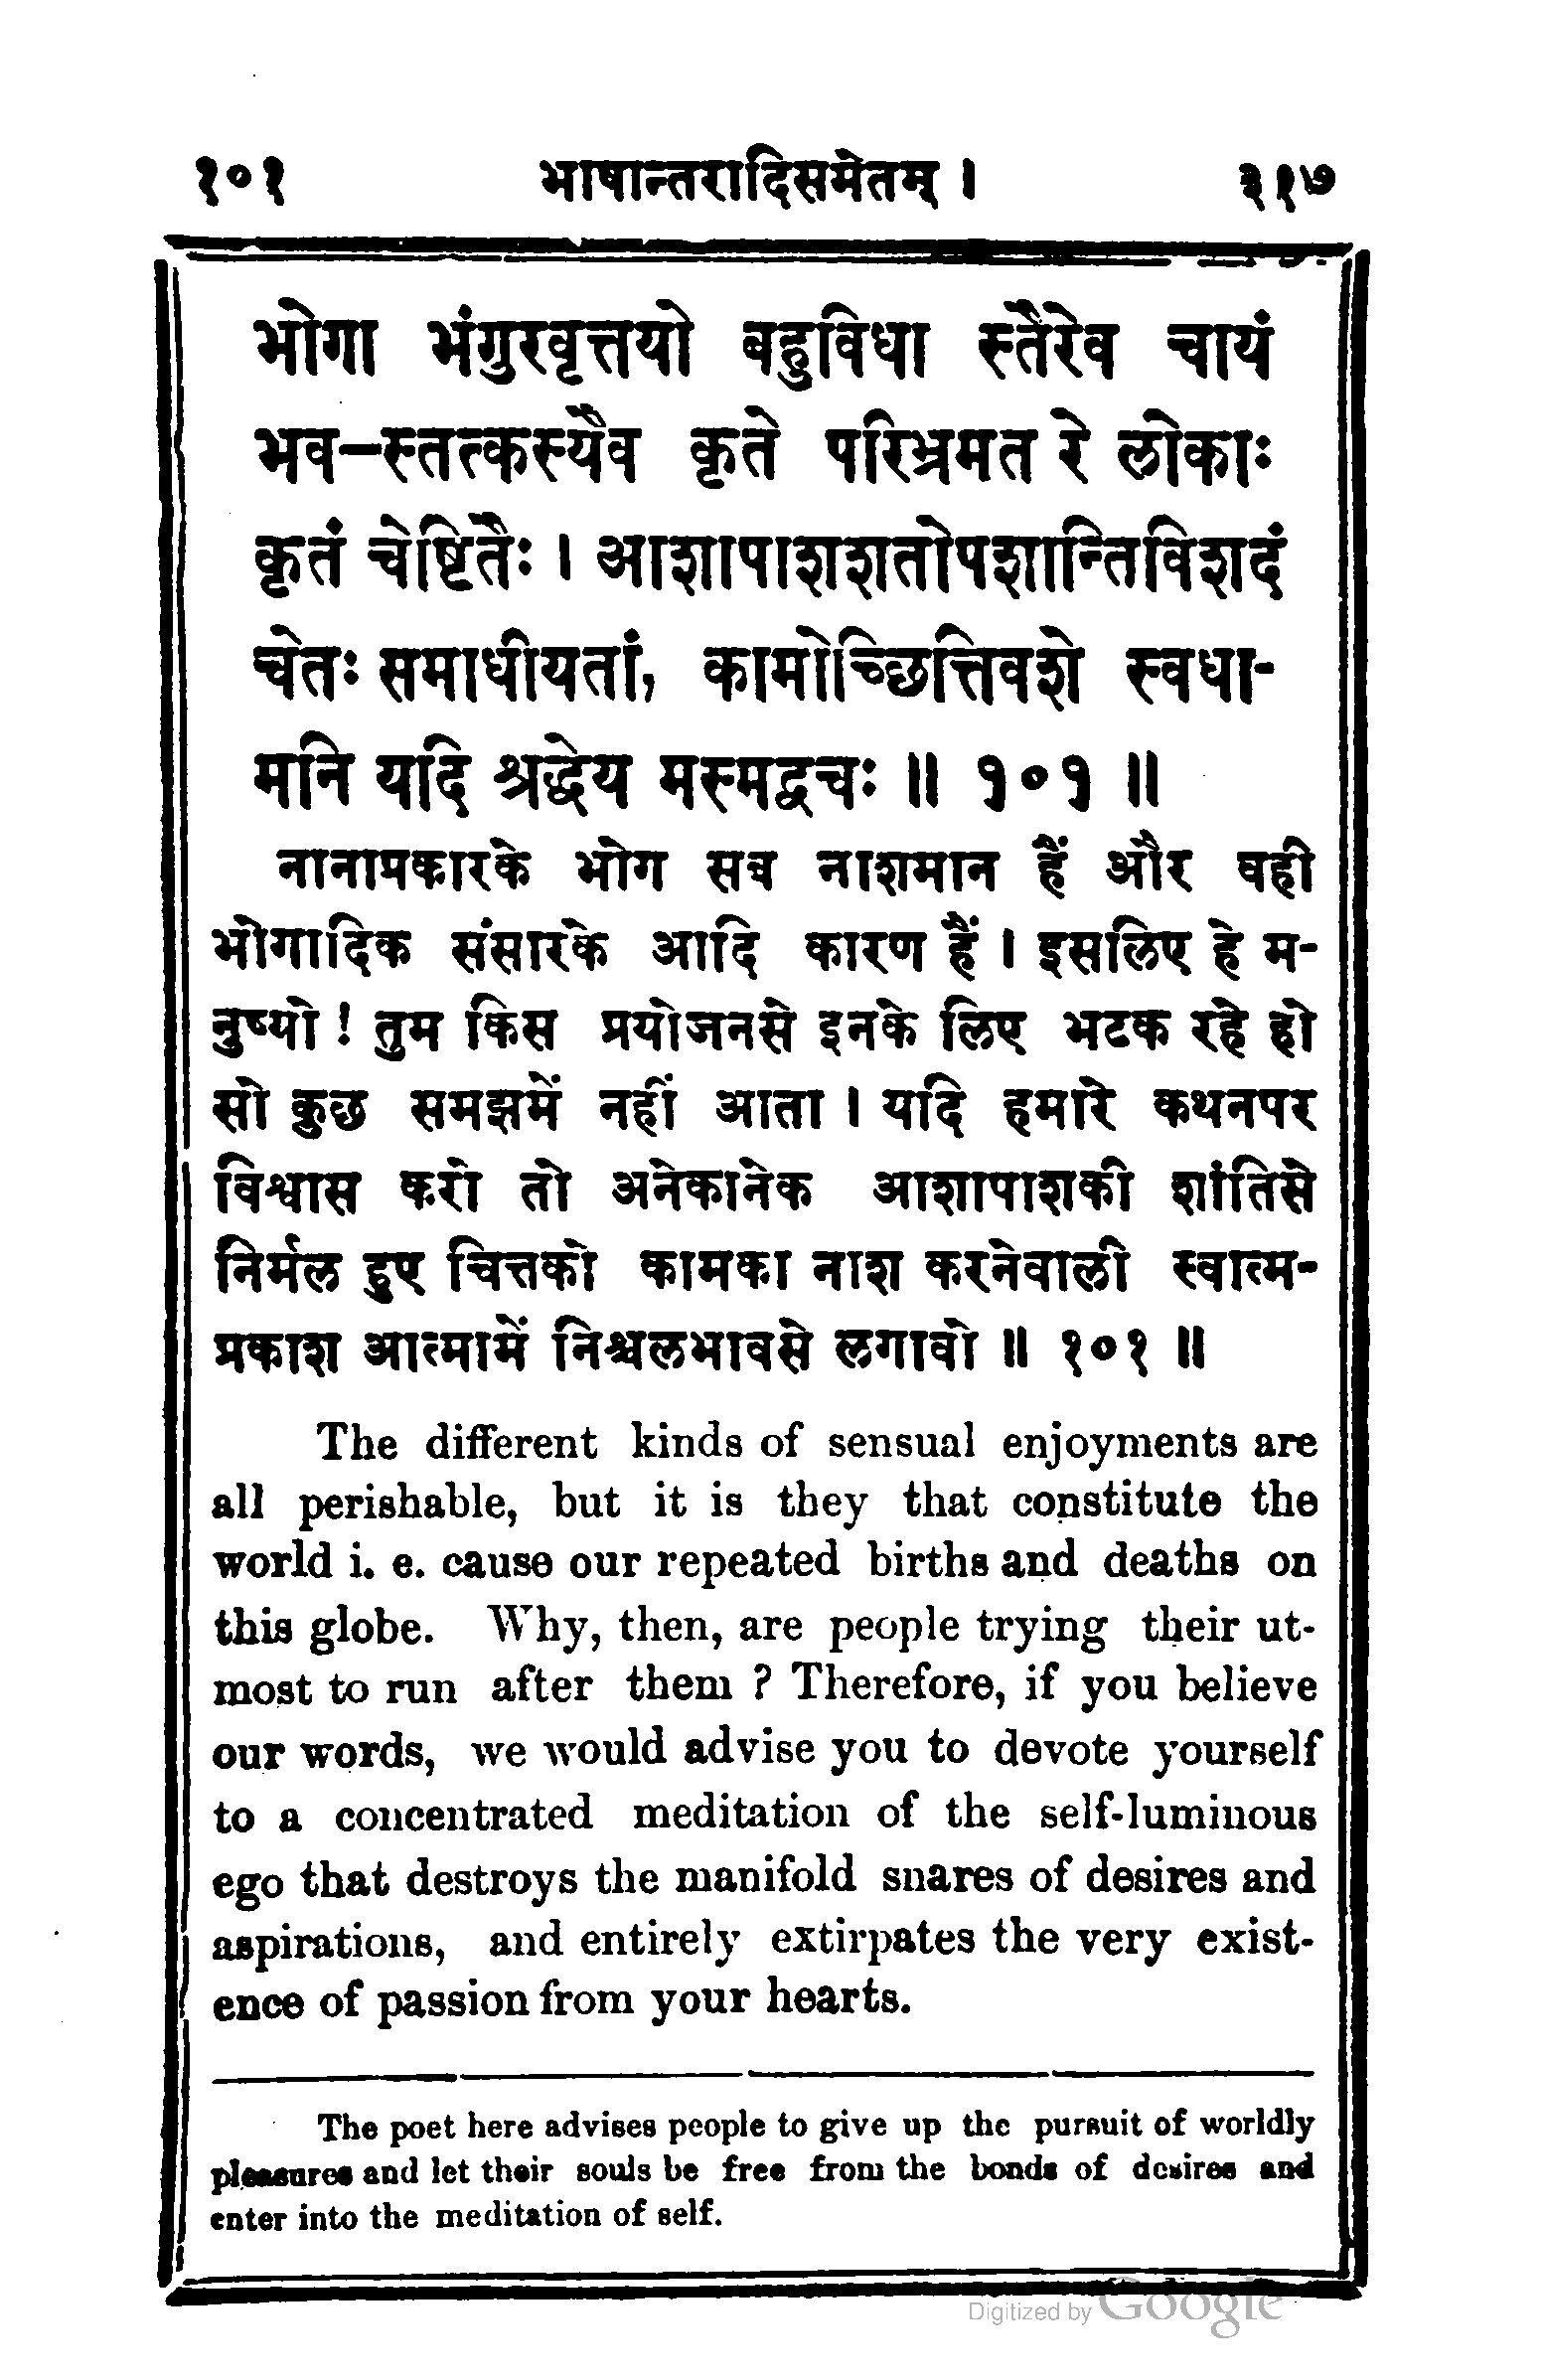 १०१ भाषान्तरादिसमेतम् । ३१७
भोगा भंगुरवृत्तयो बहुविधा स्तैरेव चायं
भव-स्तत्कस्यैव कृते परिभ्रमत रे लोकाः
कृतं चेष्टितैः । आशापाशशतोपशान्तिविशदं
चेतः समाधीयतां, कामोच्छित्तिवशे स्वधा-
मनि यदि श्रद्धेय मस्मद्वचः ॥ १०१ ॥
नानाप्रकारके भोग सब नाशमान हैं और वही
भोगादिक संसारके आदि कारण हैं । इसलिए हे म-
नुष्यो ! तुम किस प्रयोजनसे इनके लिए भटक रहे हो
सो कुछ समझमें नहीं आता । यदि हमारे कथनपर
विश्वास करो तो अनेकानेक आशापाशकी शांतिसे
निर्मल हुए चित्तको कामका नाश करनेवाली स्वात्म-
प्रकाश आत्मामें निश्चलभावसे लगावो ॥ १०१ ॥
The different kinds of sensual enjoyments are
all perishable, but it is they that constitute the
world i. e. cause our repeated births and deaths on
this globe. Why, then, are people trying their ut-
most to run after them ? Therefore, if you believe
our words, we would advise you to devote yourself
to a concentrated meditation of the self-luminous
ego that destroys the manifold snares of desires and
aspirations, and entirely extirpates the very exist-
ence of passion from your hearts.
The poet here advises people to give up the pursuit of worldly
pleasures and let their souls be free from the bonds of desires and
enter into the meditation of self.
Digitized by Google